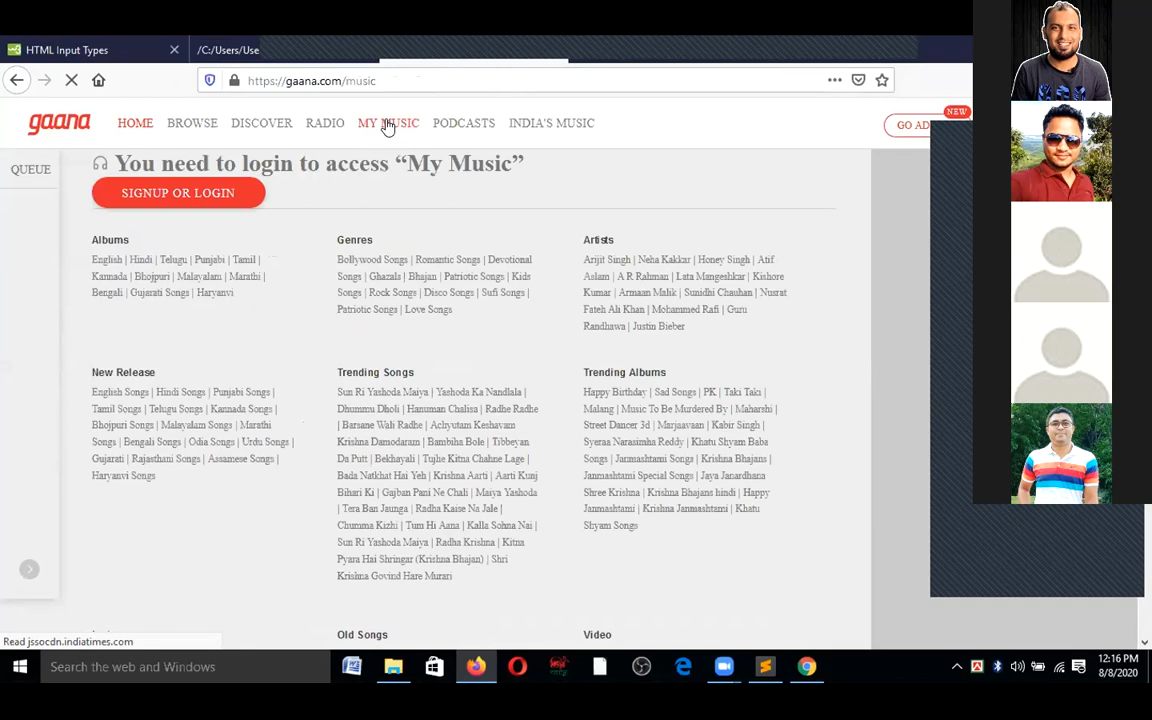 HTML Input Types
/C:/Users/Use
https://gaana.com/music
gaana
HOME BROWSE DISCOVER RADIO MY MUSIC PODCASTS INDIA'S MUSIC
NEW
GO AD
QUEUE
You need to login to access “My Music”
SIGNUP OR LOGIN
Albums
English | Hindi | Telugu | Punjabi | Tamil |
Kannada | Bhojpuri | Malayalam | Marathi |
Bengali | Gujarati Songs | Haryanvi
Genres
Bollywood Songs | Romantic Songs | Devotional
Songs | Ghazals | Bhajan | Patriotic Songs | Kids
Songs | Rock Songs | Disco Songs | Sufi Songs |
Patriotic Songs | Love Songs
Artists
Arijit Singh | Neha Kakkar | Honey Singh | Atif
Aslam | A R Rahman | Lata Mangeshkar | Kishore
Kumar | Armaan Malik | Sunidhi Chauhan | Nusrat
Fateh Ali Khan | Mohammed Rafi | Guru
Randhawa | Justin Bieber
New Release
English Songs | Hindi Songs | Punjabi Songs |
Tamil Songs | Telugu Songs | Kannada Songs |
Bhojpuri Songs | Malayalam Songs | Marathi
Songs | Bengali Songs | Odia Songs | Urdu Songs |
Gujarati | Rajasthani Songs | Assamese Songs |
Haryanvi Songs
Trending Songs
Sun Ri Yashoda Maiya | Yashoda Ka Nandlala |
Dhummu Dholi | Hanuman Chalisa | Radhe Radhe
| Barsane Wali Radhe | Achyutam Keshavam
Krishna Damodaram | Bambiha Bole | Tibbeyan
Da Putt | Bekhayali | Tujhe Kitna Chahne Lage |
Bada Natkhat Hai Yeh | Krishna Aarti | Aarti Kunj
Bihari Ki | Gajban Pani Ne Chali | Maiya Yashoda
| Tera Ban Jaunga | Radha Kaise Na Jale |
Chumma Kizhi | Tum Hi Aana | Kalla Sohna Nai |
Sun Ri Yashoda Maiya | Radha Krishna | Kitna
Pyara Hai Shringar (Krishna Bhajan) | Shri
Krishna Govind Hare Murari
Trending Albums
Happy Birthday | Sad Songs | PK | Taki Taki |
Malang | Music To Be Murdered By | Maharshi |
Street Dancer 3d | Marjaavaan | Kabir Singh |
Syeraa Narasimha Reddy | Khatu Shyam Baba
Songs | Janmashtami Songs | Krishna Bhajans |
Janmashtami Special Songs | Jaya Janardhana
Shree Krishna | Krishna Bhajans hindi | Happy
Janmashtami | Krishna Janmashtami | Khatu
Shyam Songs
Old Songs
Video
Read jssocdn.indiatimes.com
Search the web and Windows
12:16 PM
8/8/2020